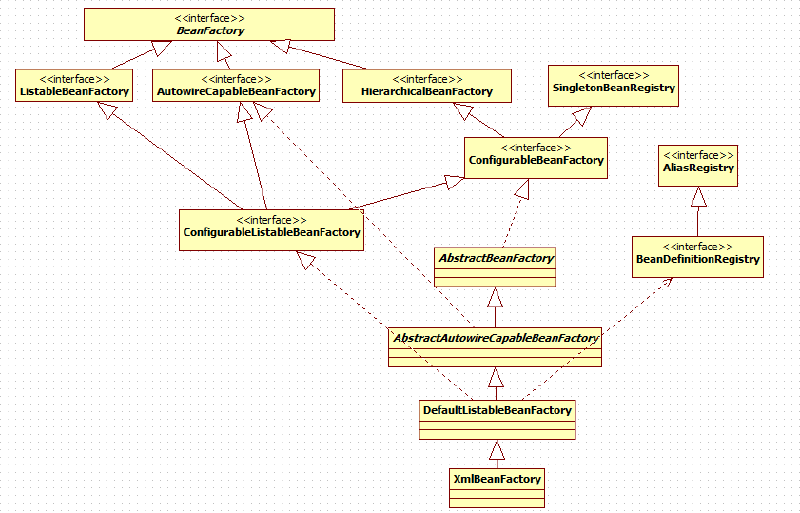 <<interface>>
BeanFactory
<<interface>>
ListableBeanFactory
<<interface>>
AutowireCapableBeanFactory
<<interface>>
HierarchicalBeanFactory
<<interface>>
SingletonBeanRegistry
<<interface>>
ConfigurableBeanFactory
<<interface>>
AliasRegistry
<<interface>>
ConfigurableListableBeanFactory
AbstractBeanFactory
<<interface>>
BeanDefinitionRegistry
AbstractAutowireCapableBeanFactory
DefaultListableBeanFactory
XmlBeanFactory